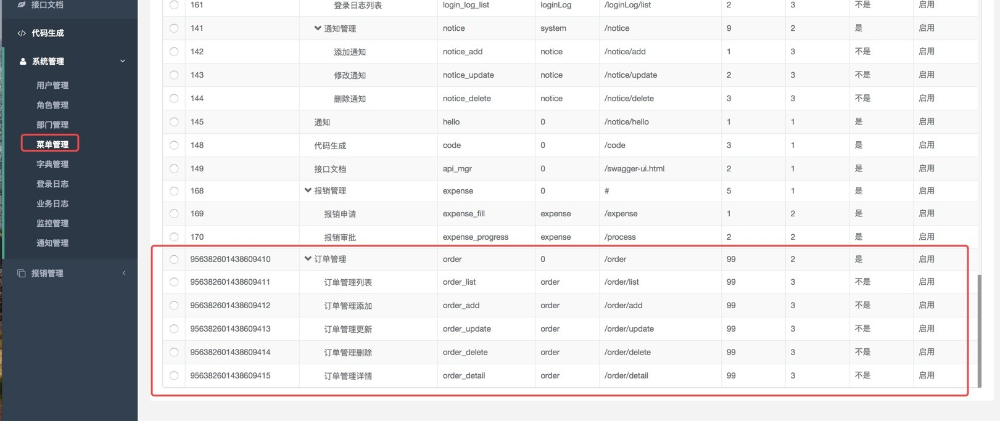 接口文档
代码生成
系统管理
用户管理
角色管理
部门管理
菜单管理
字典管理
登录日志
业务日志
监控管理
通知管理
报销管理
161 登录日志列表 login_log_list loginLog /loginLog/list 2 3 不是 启用
141 通知管理 notice system /notice 9 2 是 启用
142 添加通知 notice_add notice /notice/add 1 3 不是 启用
143 修改通知 notice_update notice /notice/update 2 3 不是 启用
144 删除通知 notice_delete notice /notice/delete 3 3 不是 启用
145 通知 hello 0 /notice/hello 1 1 是 启用
148 代码生成 code 0 /code 3 1 是 启用
149 接口文档 api_mgr 0 /swagger-ui.html 2 1 是 启用
168 报销管理 expense 0 # 5 1 是 启用
169 报销申请 expense_fill expense /expense 1 2 是 启用
170 报销审批 expense_progress expense /process 2 2 是 启用
956382601438609410 订单管理 order 0 /order 99 2 是 启用
956382601438609411 订单管理列表 order_list order /order/list 99 3 不是 启用
956382601438609412 订单管理添加 order_add order /order/add 99 3 不是 启用
956382601438609413 订单管理更新 order_update order /order/update 99 3 不是 启用
956382601438609414 订单管理删除 order_delete order /order/delete 99 3 不是 启用
956382601438609415 订单管理详情 order_detail order /order/detail 99 3 不是 启用